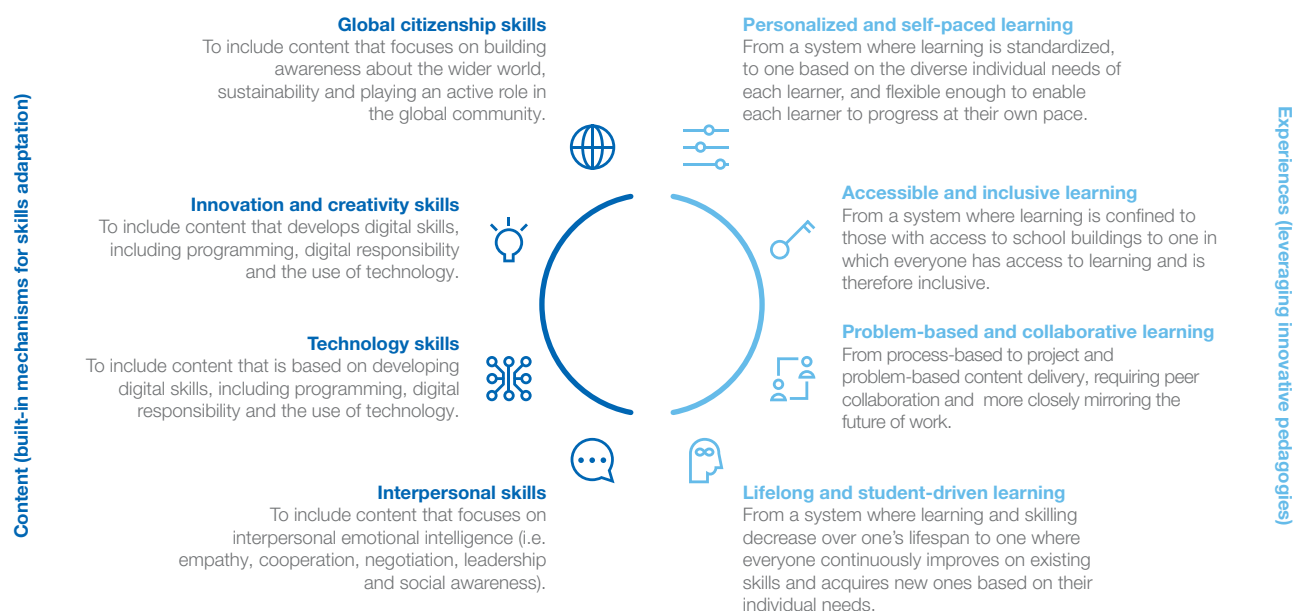 Content (built-in mechanisms for skills adaptation)
Global citizenship skills
To include content that focuses on building
awareness about the wider world,
sustainability and playing an active role in
the global community.
Innovation and creativity skills
To include content that develops digital skills,
including programming, digital responsibility
and the use of technology.
Technology skills
To include content that is based on developing
digital skills, including programming, digital
responsibility and the use of technology.
Interpersonal skills
To include content that focuses on
interpersonal emotional intelligence (i.e.
empathy, cooperation, negotiation, leadership
and social awareness).
Personalized and self-paced learning
From a system where learning is standardized,
to one based on the diverse individual needs of
each learner, and flexible enough to enable
each learner to progress at their own pace.
Accessible and inclusive learning
From a system where learning is confined to
those with access to school buildings to one in
which everyone has access to learning and is
therefore inclusive.
Problem-based and collaborative learning
From process-based to project and
problem-based content delivery, requiring peer
collaboration and more closely mirroring the
future of work.
Lifelong and student-driven learning
From a system where learning and skilling
decrease over one's lifespan to one where
everyone continuously improves on existing
skills and acquires new ones based on their
individual needs.
Experiences (leveraging innovative pedagogies)